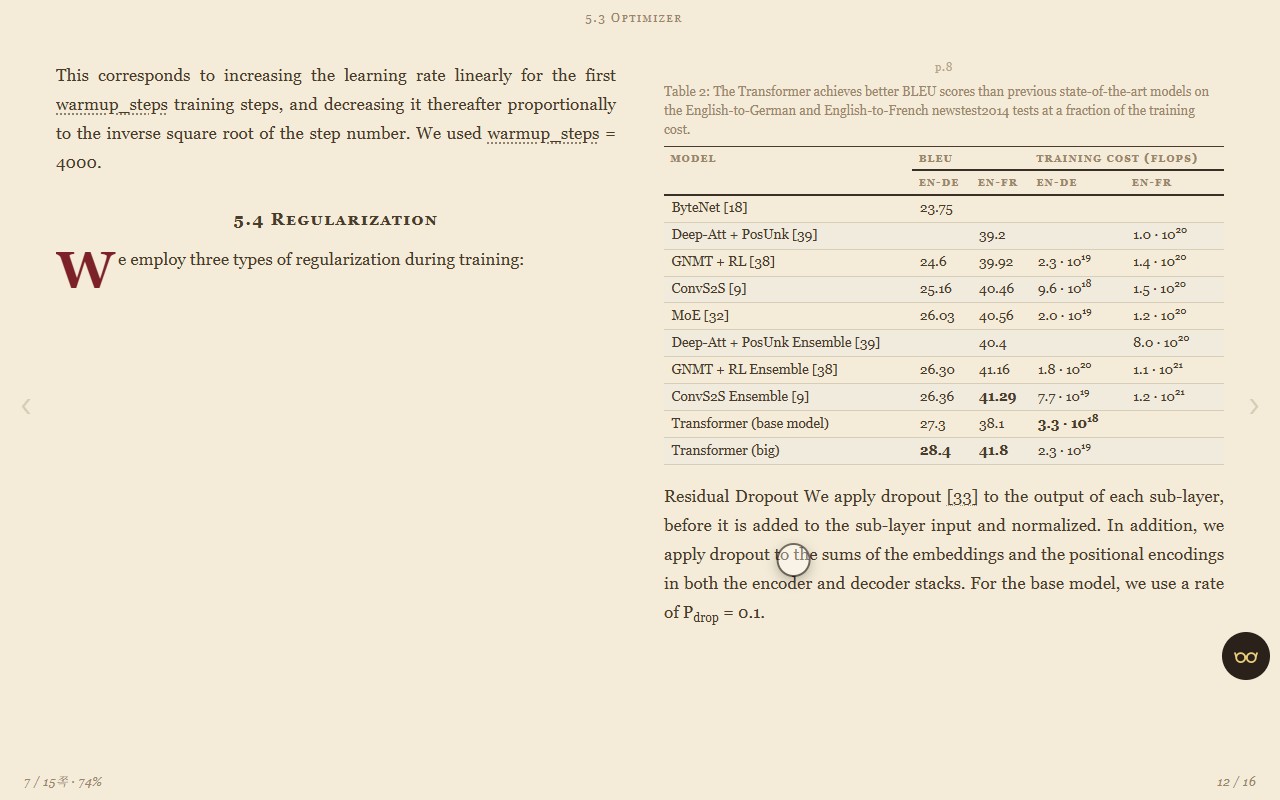 5.3 Optimizer
This corresponds to increasing the learning rate linearly for the first
warmup_steps training steps, and decreasing it thereafter proportionally
to the inverse square root of the step number. We used warmup_steps =
4000.
5.4 Regularization
We employ three types of regularization during training:
p.8
Table 2: The Transformer achieves better BLEU scores than previous state-of-the-art models on
the English-to-German and English-to-French newstest2014 tests at a fraction of the training
cost.
MODEL BLEU TRAINING COST (FLOPS)
EN-DE EN-FR EN-DE EN-FR
ByteNet [18] 23.75
Deep-Att + PosUnk [39] 39.2 1.0 · 10²⁰
GNMT + RL [38] 24.6 39.92 2.3 · 10¹⁹ 1.4 · 10²⁰
ConvS2S [9] 25.16 40.46 9.6 · 10¹⁸ 1.5 · 10²⁰
MoE [32] 26.03 40.56 2.0 · 10¹⁹ 1.2 · 10²⁰
Deep-Att + PosUnk Ensemble [39] 40.4 8.0 · 10²⁰
GNMT + RL Ensemble [38] 26.30 41.16 1.8 · 10²⁰ 1.1 · 10²¹
ConvS2S Ensemble [9] 26.36 41.29 7.7 · 10¹⁹ 1.2 · 10²¹
Transformer (base model) 27.3 38.1 3.3 · 10¹⁸
Transformer (big) 28.4 41.8 2.3 · 10¹⁹
Residual Dropout We apply dropout [33] to the output of each sub-layer,
before it is added to the sub-layer input and normalized. In addition, we
apply dropout to the sums of the embeddings and the positional encodings
in both the encoder and decoder stacks. For the base model, we use a rate
of P_drop = 0.1.
7 / 15쪽 · 74%
12 / 16